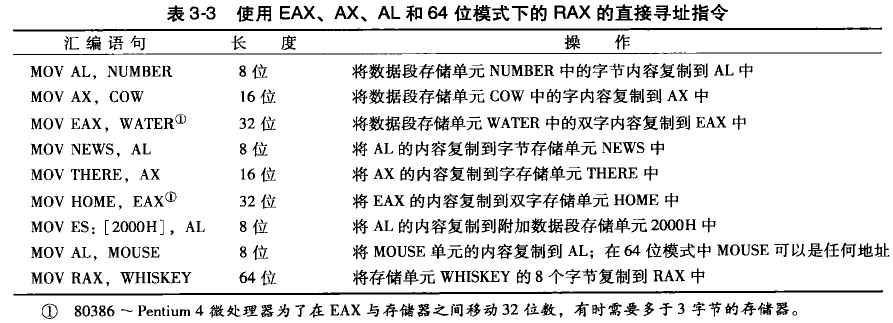 表 3-3 使用 EAX、AX、AL 和 64 位模式下的 RAX 的直接寻址指令
汇编语句 长 度 操 作
MOV AL, NUMBER 8 位 将数据段存储单元 NUMBER 中的字节内容复制到 AL 中
MOV AX, COW 16 位 将数据段存储单元 COW 中的字内容复制到 AX 中
MOV EAX, WATER① 32 位 将数据段存储单元 WATER 中的双字内容复制到 EAX 中
MOV NEWS, AL 8 位 将 AL 的内容复制到字节存储单元 NEWS 中
MOV THERE, AX 16 位 将 AX 的内容复制到字存储单元 THERE 中
MOV HOME, EAX① 32 位 将 EAX 的内容复制到双字存储单元 HOME 中
MOV ES: [2000H], AL 8 位 将 AL 的内容复制到附加数据段存储单元 2000H 中
MOV AL, MOUSE 8 位 将 MOUSE 单元的内容复制到 AL；在 64 位模式中 MOUSE 可以是任何地址
MOV RAX, WHISKEY 64 位 将存储单元 WHISKEY 的 8 个字节复制到 RAX 中
① 80386 ~ Pentium 4 微处理器为了在 EAX 与存储器之间移动 32 位数，有时需要多于 3 字节的存储器。